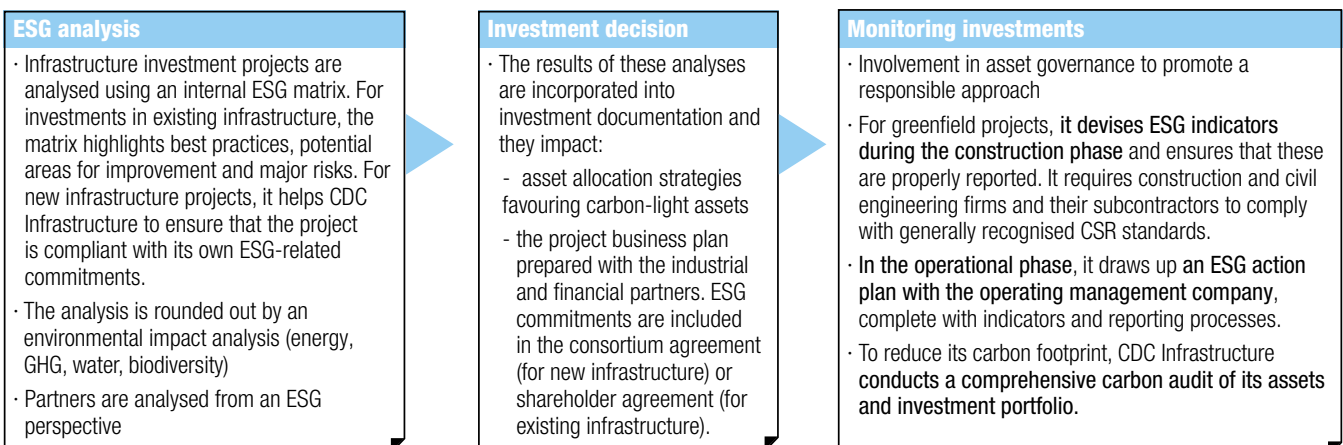 ESG analysis
· Infrastructure investment projects are
analysed using an internal ESG matrix. For
investments in existing infrastructure, the
matrix highlights best practices, potential
areas for improvement and major risks. For
new infrastructure projects, it helps CDC
Infrastructure to ensure that the project
is compliant with its own ESG-related
commitments.
· The analysis is rounded out by an
environmental impact analysis (energy,
GHG, water, biodiversity)
· Partners are analysed from an ESG
perspective
Investment decision
· The results of these analyses
are incorporated into
investment documentation and
they impact:
- asset allocation strategies
favouring carbon-light assets
- the project business plan
prepared with the industrial
and financial partners. ESG
commitments are included
in the consortium agreement
(for new infrastructure) or
shareholder agreement (for
existing infrastructure).
Monitoring investments
· Involvement in asset governance to promote a
responsible approach
· For greenfield projects, it devises ESG indicators
during the construction phase and ensures that these
are properly reported. It requires construction and civil
engineering firms and their subcontractors to comply
with generally recognised CSR standards.
· In the operational phase, it draws up an ESG action
plan with the operating management company,
complete with indicators and reporting processes.
· To reduce its carbon footprint, CDC Infrastructure
conducts a comprehensive carbon audit of its assets
and investment portfolio.